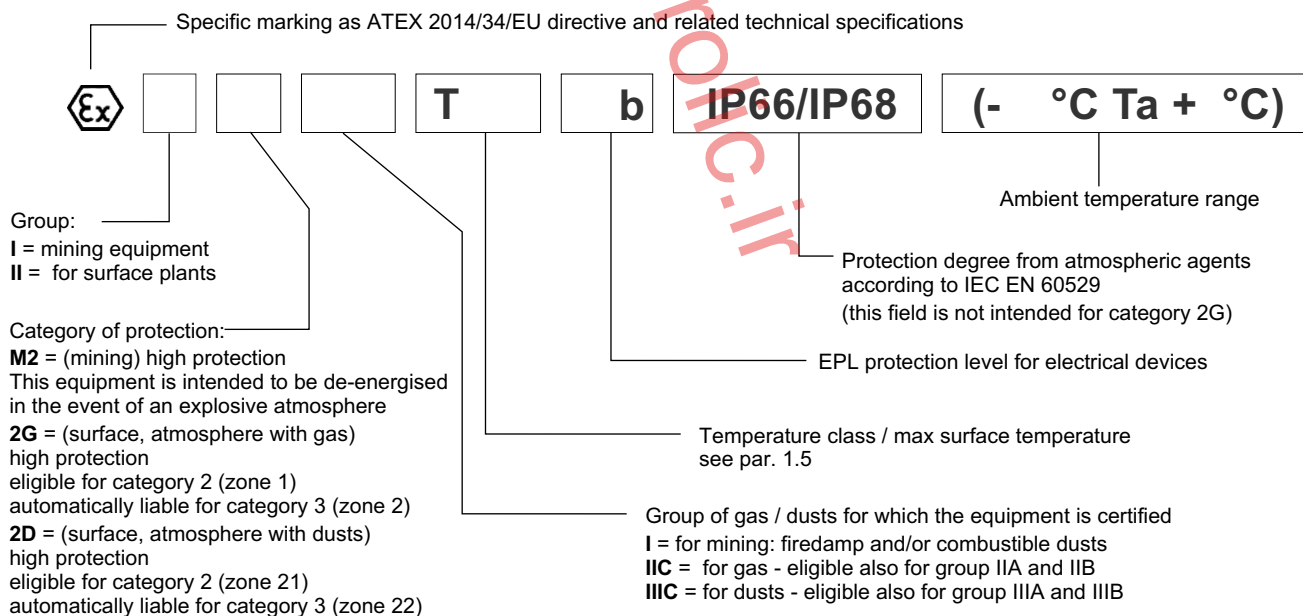 Specific marking as ATEX 2014/34/EU directive and related technical specifications
Ex T b IP66/IP68 (- °C Ta + °C)
Group:
I = mining equipment
II = for surface plants
Category of protection:
M2 = (mining) high protection
This equipment is intended to be de-energised
in the event of an explosive atmosphere
2G = (surface, atmosphere with gas)
high protection
eligible for category 2 (zone 1)
automatically liable for category 3 (zone 2)
2D = (surface, atmosphere with dusts)
high protection
eligible for category 2 (zone 21)
automatically liable for category 3 (zone 22)
Ambient temperature range
Protection degree from atmospheric agents
according to IEC EN 60529
(this field is not intended for category 2G)
EPL protection level for electrical devices
Temperature class / max surface temperature
see par. 1.5
Group of gas / dusts for which the equipment is certified
I = for mining: firedamp and/or combustible dusts
IIC = for gas - eligible also for group IIA and IIB
IIIC = for dusts - eligible also for group IIIA and IIIB